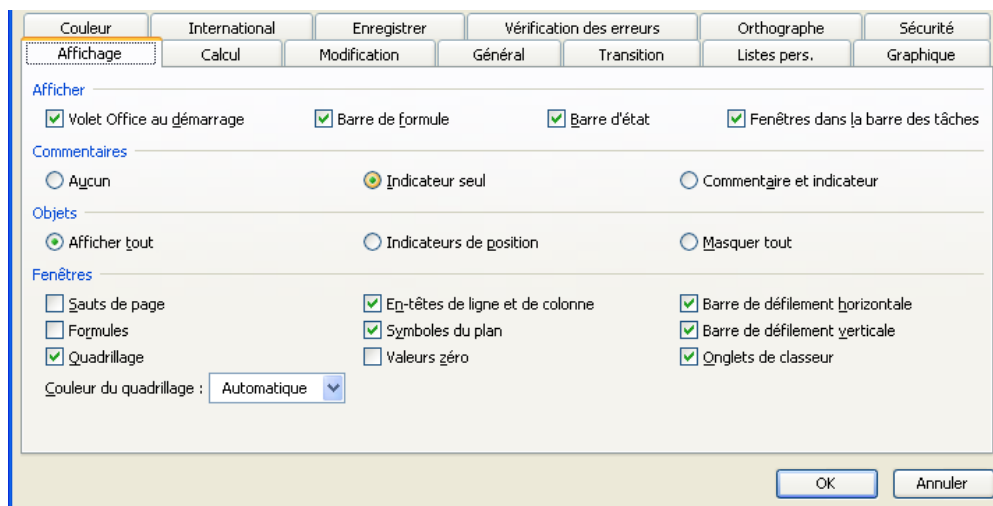 Couleur International Enregistrer Vérification des erreurs Orthographe Sécurité
Affichage Calcul Modification Général Transition Listes pers. Graphique
Afficher
Volet Office au démarrage Barre de formule Barre d'état Fenêtres dans la barre des tâches
Commentaires
Aucun Indicateur seul Commentaire et indicateur
Objets
Afficher tout Indicateurs de position Masquer tout
Fenêtres
Sauts de page En-têtes de ligne et de colonne Barre de défilement horizontale
Formules Symboles du plan Barre de défilement verticale
Quadrillage Valeurs zéro Onglets de classeur
Couleur du quadrillage : Automatique
OK Annuler